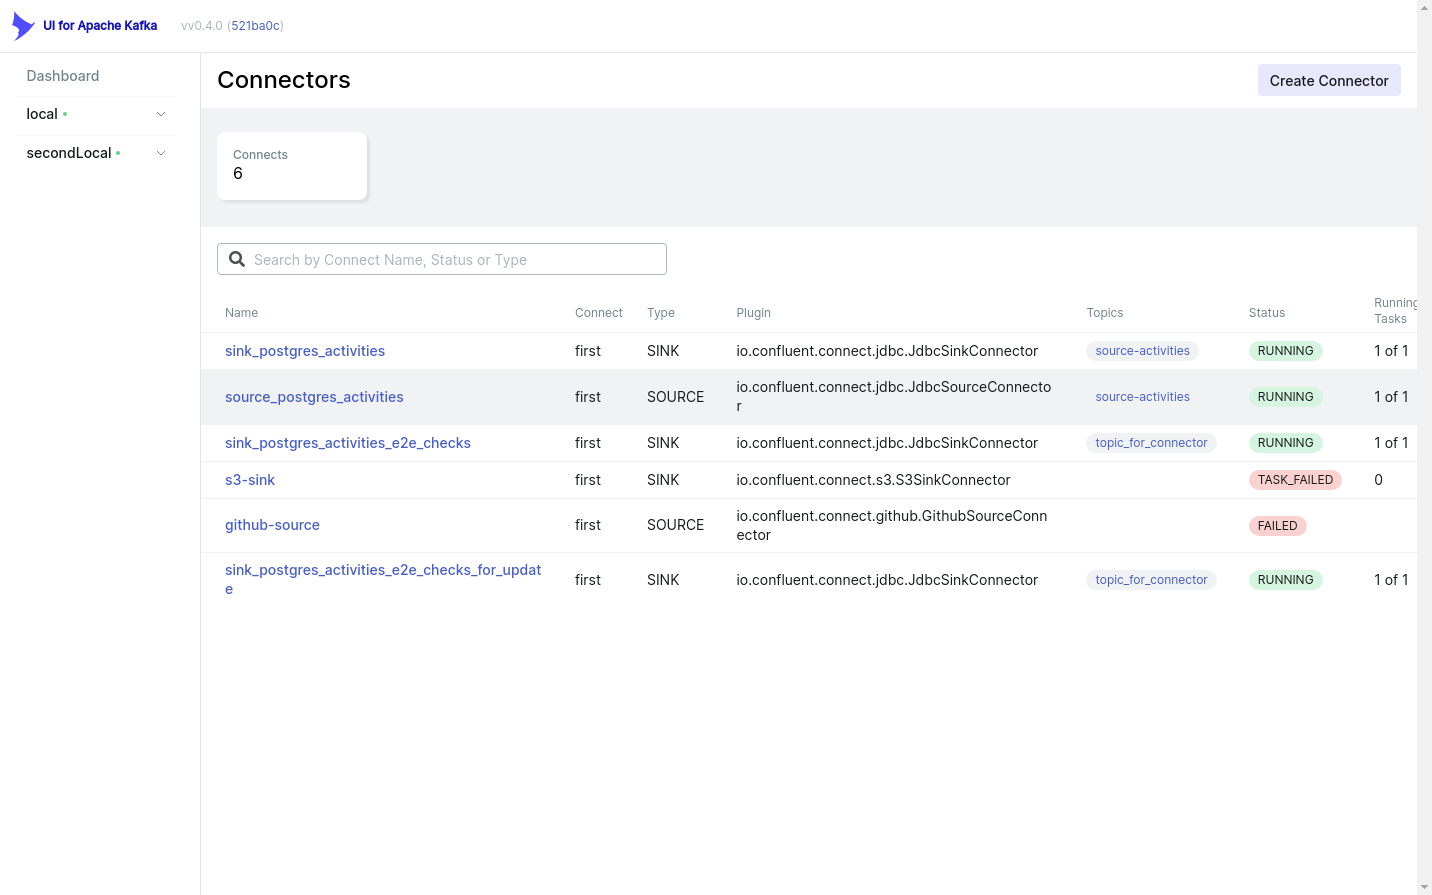 UI for Apache Kafka vv0.4.0 (521ba0c)
Dashboard
local
secondLocal
Connectors
Create Connector
Connects
6
Search by Connect Name, Status or Type
Name Connect Type Plugin Topics Status Running
Tasks
sink_postgres_activities first SINK io.confluent.connect.jdbc.JdbcSinkConnector source-activities RUNNING 1 of 1
source_postgres_activities first SOURCE io.confluent.connect.jdbc.JdbcSourceConnecto
r source-activities RUNNING 1 of 1
sink_postgres_activities_e2e_checks first SINK io.confluent.connect.jdbc.JdbcSinkConnector topic_for_connector RUNNING 1 of 1
s3-sink first SINK io.confluent.connect.s3.S3SinkConnector TASK_FAILED 0
github-source first SOURCE io.confluent.connect.github.GithubSourceConn
ector FAILED
sink_postgres_activities_e2e_checks_for_updat
e first SINK io.confluent.connect.jdbc.JdbcSinkConnector topic_for_connector RUNNING 1 of 1